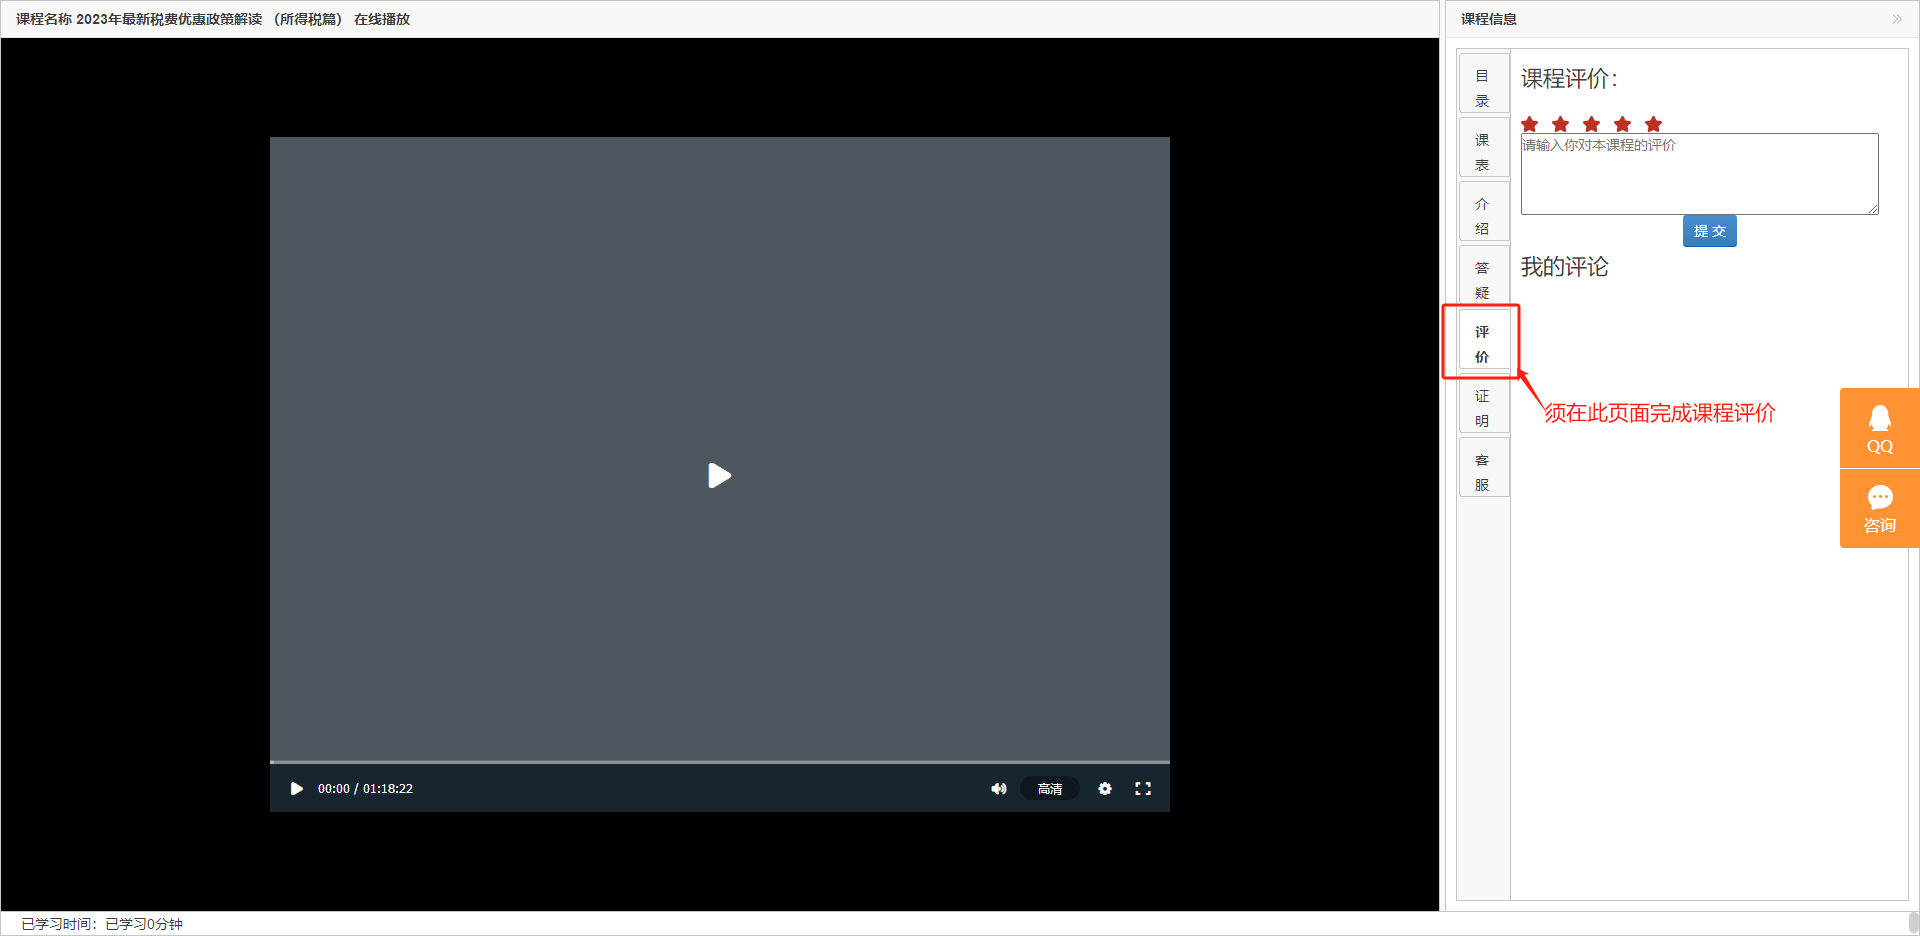 课程名称 2023年最新税费优惠政策解读 （所得税篇） 在线播放
00:00 / 01:18:22
高清
已学习时间：已学习0分钟
课程信息
目
录
课
表
介
绍
答
疑
评
价
证
明
客
服
课程评价：
请输入你对本课程的评价
提 交
我的评论
须在此页面完成课程评价
QQ
咨询